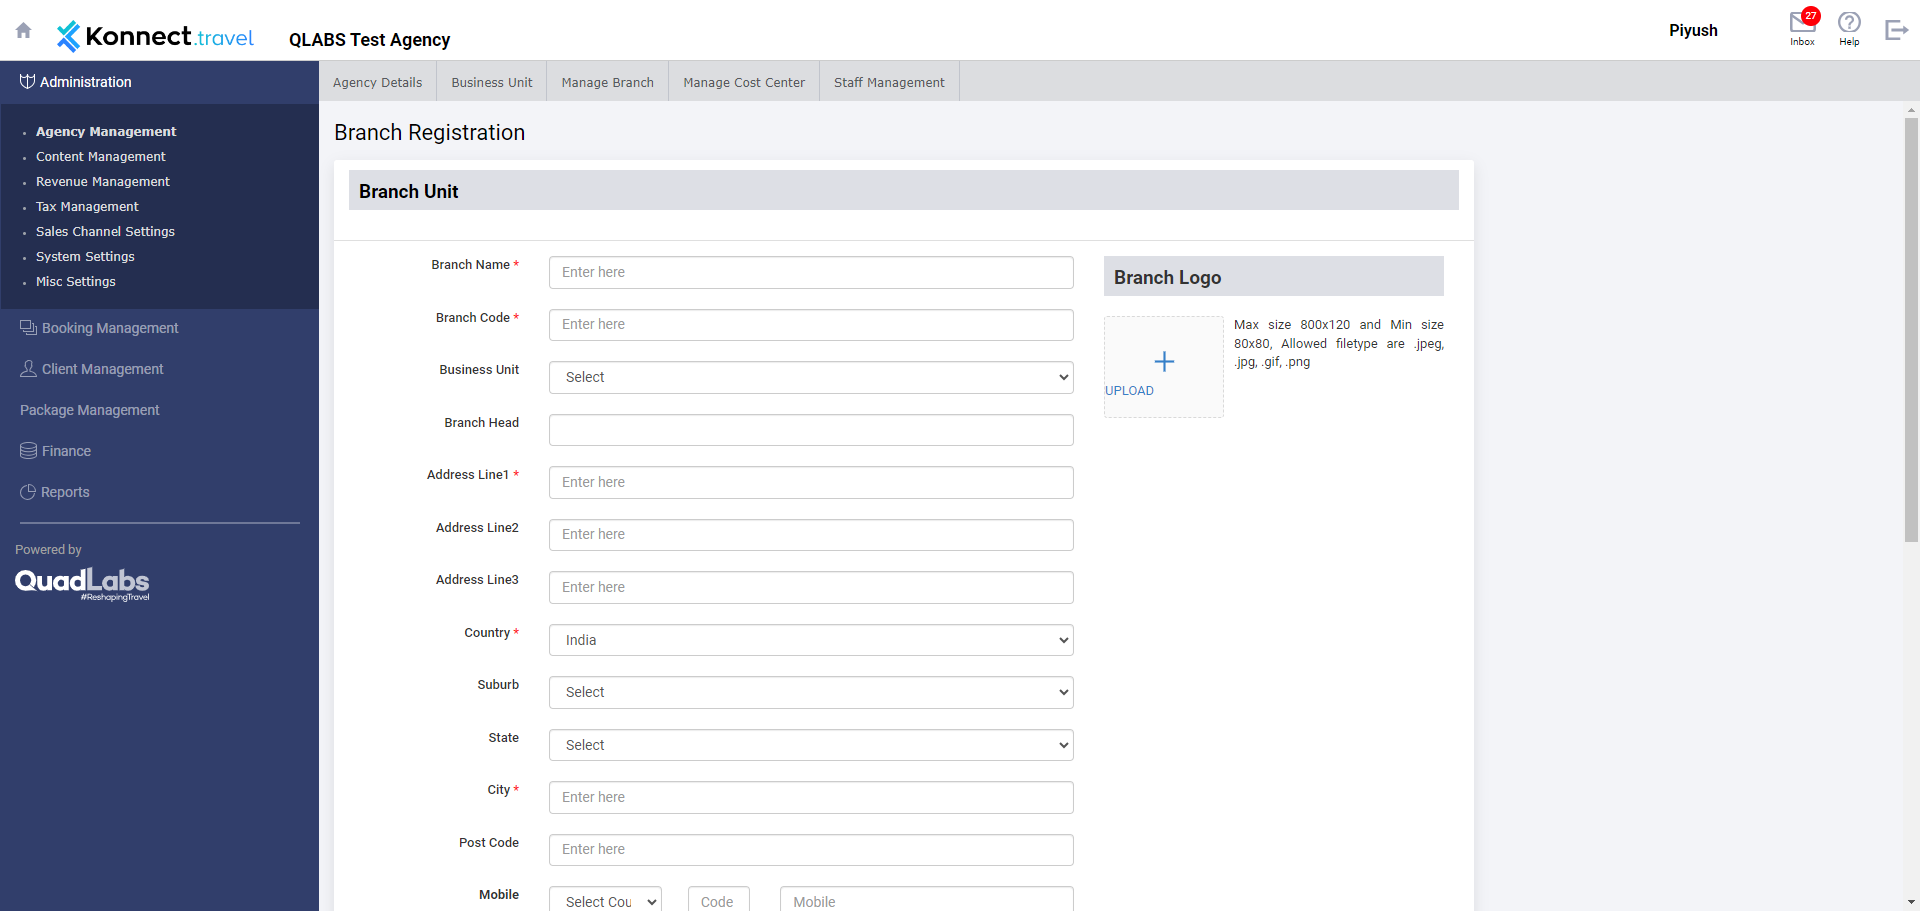 Konnect.travel
QLABS Test Agency
Piyush
27
Inbox
Help
Administration
Agency Management
Content Management
Revenue Management
Tax Management
Sales Channel Settings
System Settings
Misc Settings
Booking Management
Client Management
Package Management
Finance
Reports
Powered by
QuadLabs
#ReshapingTravel
Agency Details
Business Unit
Manage Branch
Manage Cost Center
Staff Management
Branch Registration
Branch Unit
Branch Name *
Enter here
Branch Code *
Enter here
Business Unit
Select
Branch Head
Address Line1 *
Enter here
Address Line2
Enter here
Address Line3
Enter here
Country *
India
Suburb
Select
State
Select
City *
Enter here
Post Code
Enter here
Mobile
Select Cou
Code
Mobile
Branch Logo
UPLOAD
Max size 800x120 and Min size
80x80, Allowed filetype are .jpeg,
.jpg, .gif, .png